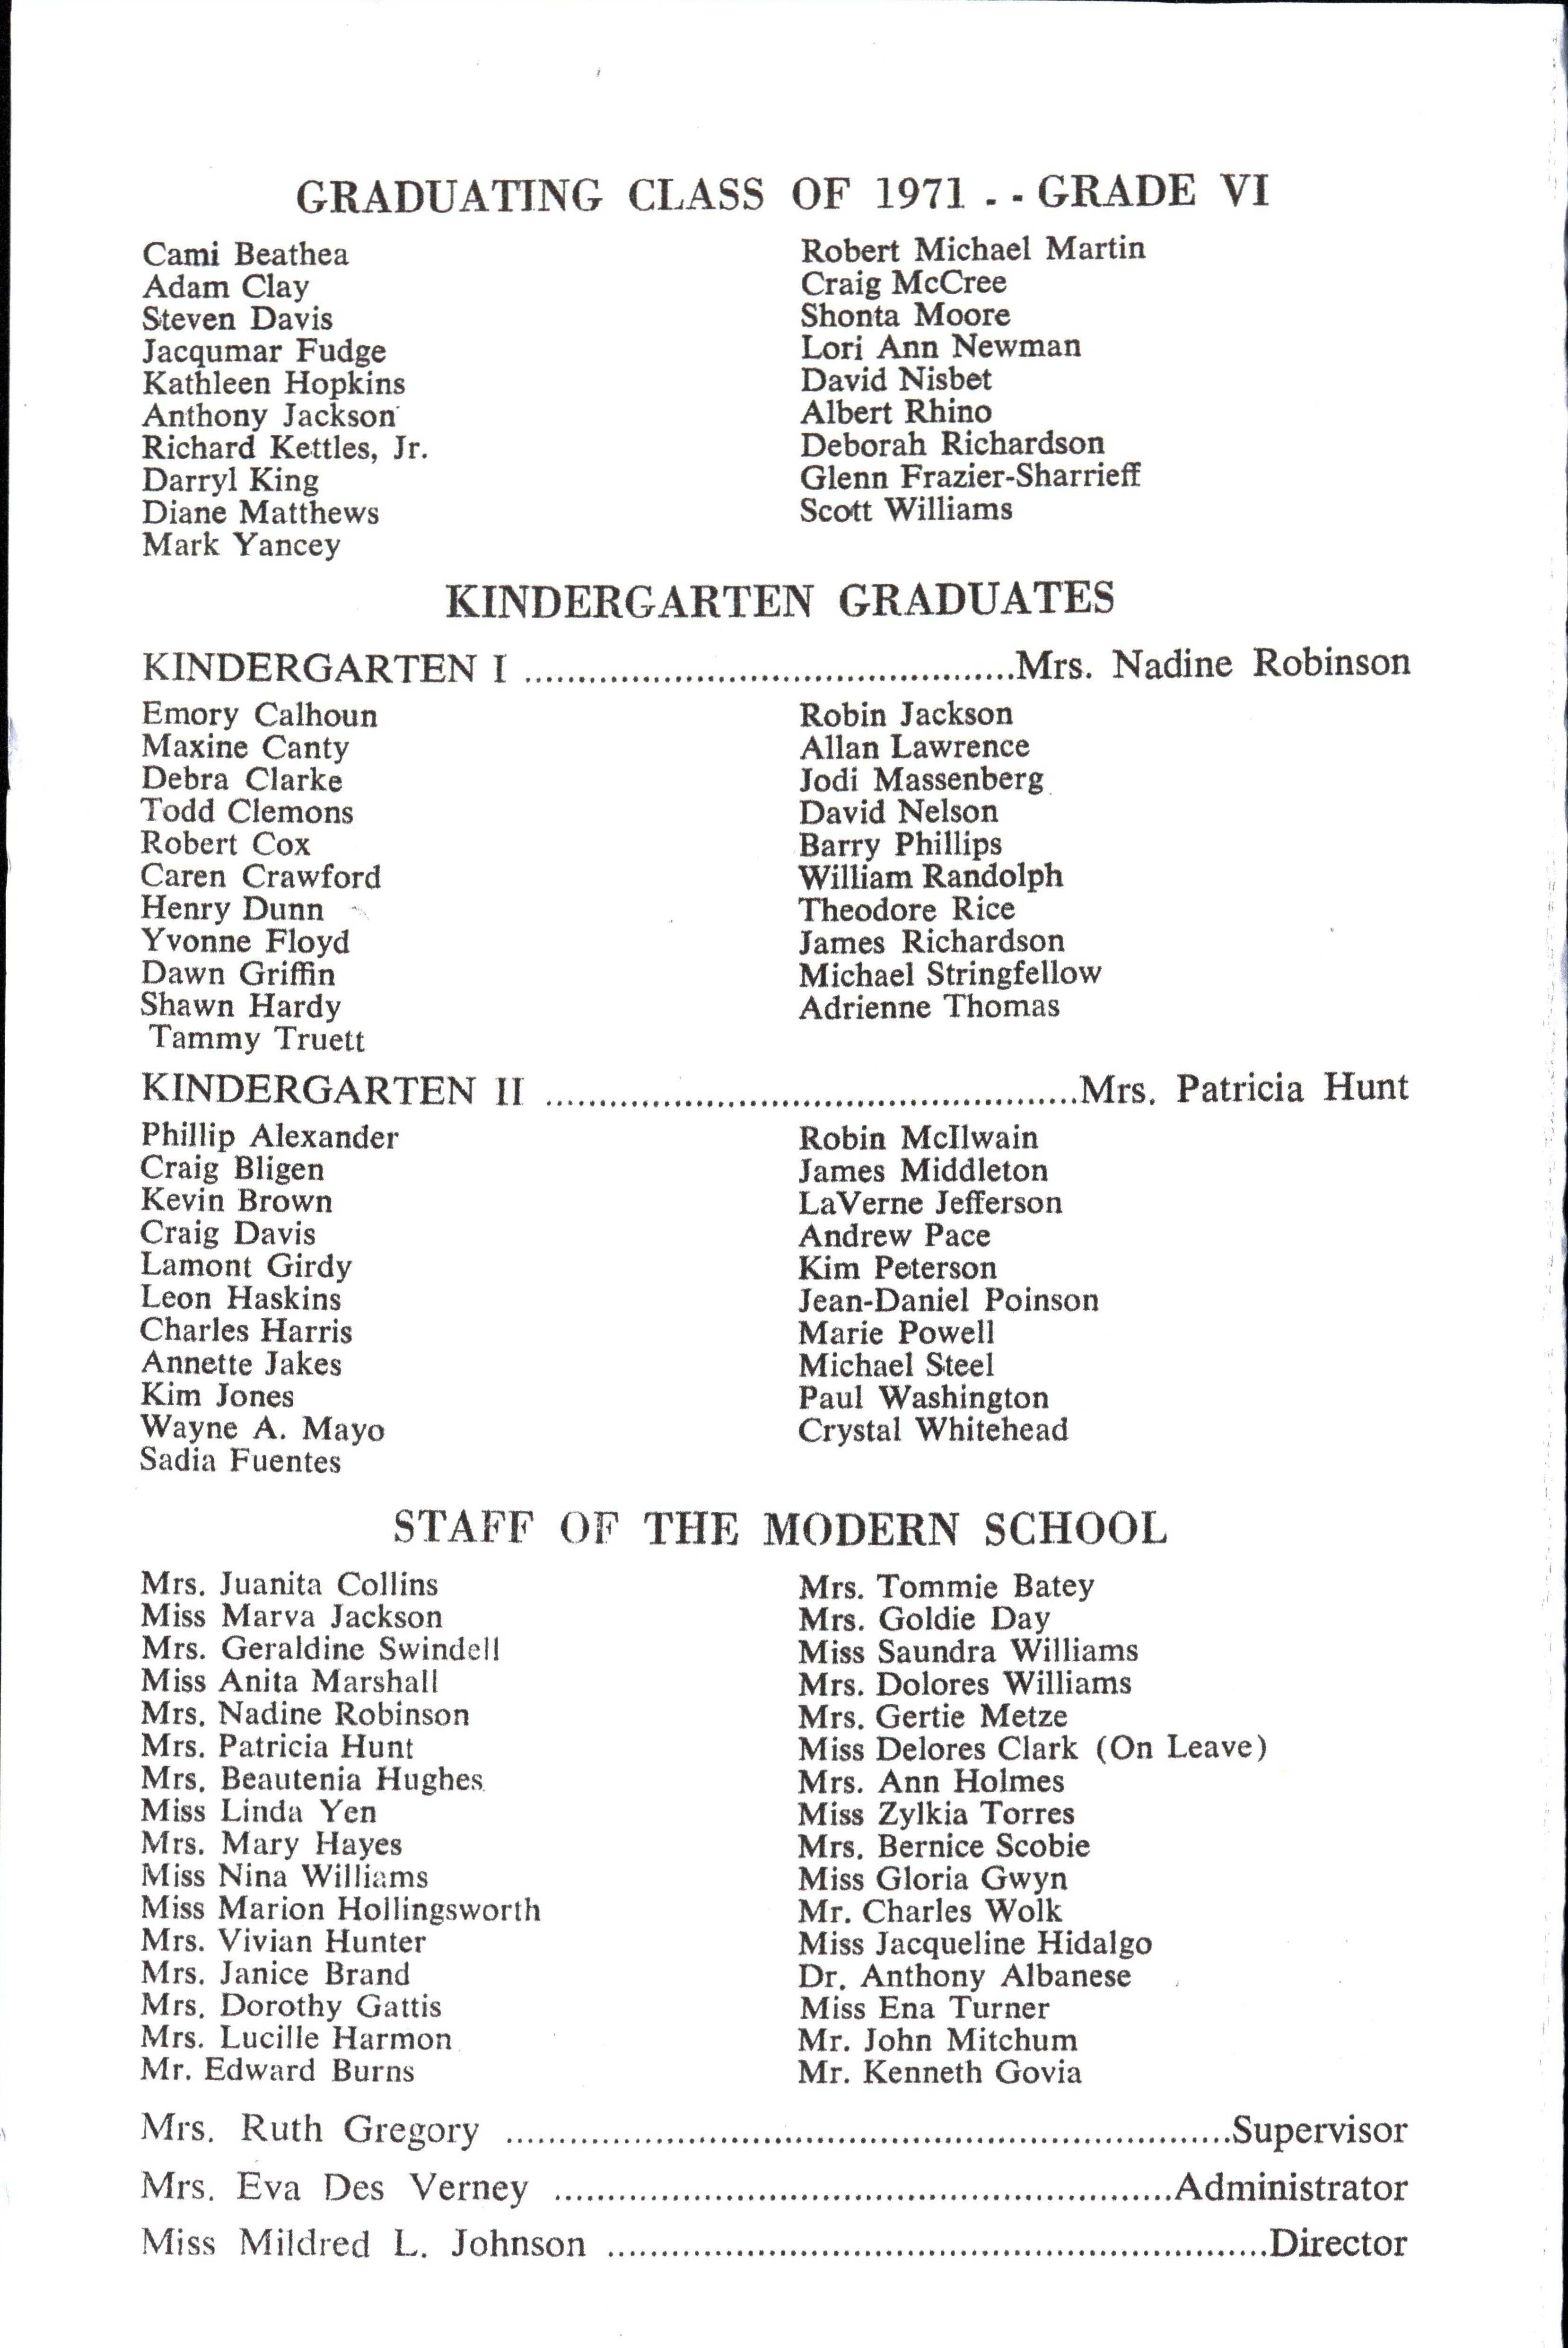 GRADUATING CLASS OF 1971 . - GRADE VI
Cami Beathea
Adam Clay
Steven Davis
Jacqumar Fudge
Kathleen Hopkins
Anthony Jackson
Richard Kettles, Jr.
Darryl King
Diane Matthews
Mark Yancey
Robert Michael Martin
Craig McCree
Shonta Moore
Lori Ann Newman
David Nisbet
Albert Rhino
Deborah Richardson
Glenn Frazier-Sharrieff
Scott Williams
KINDERGARTEN GRADUATES
KINDERGARTEN I ..............................................Mrs. Nadine Robinson
Emory Calhoun
Maxine Canty
Debra Clarke
Todd Clemons
Robert Cox
Caren Crawford
Henry Dunn
Yvonne Floyd
Dawn Griffin
Shawn Hardy
Tammy Truett
Robin Jackson
Allan Lawrence
Jodi Massenberg
David Nelson
Barry Phillips
William Randolph
Theodore Rice
James Richardson
Michael Stringfellow
Adrienne Thomas
KINDERGARTEN II ..................................................Mrs. Patricia Hunt
Phillip Alexander
Craig Bligen
Kevin Brown
Craig Davis
Lamont Girdy
Leon Haskins
Charles Harris
Annette Jakes
Kim Jones
Wayne A. Mayo
Sadia Fuentes
Robin McIlwain
James Middleton
LaVerne Jefferson
Andrew Pace
Kim Peterson
Jean-Daniel Poinson
Marie Powell
Michael Steel
Paul Washington
Crystal Whitehead
STAFF OF THE MODERN SCHOOL
Mrs. Juanita Collins
Miss Marva Jackson
Mrs. Geraldine Swindell
Miss Anita Marshall
Mrs. Nadine Robinson
Mrs. Patricia Hunt
Mrs. Beautenia Hughes
Miss Linda Yen
Mrs. Mary Hayes
Miss Nina Williams
Miss Marion Hollingsworth
Mrs. Vivian Hunter
Mrs. Janice Brand
Mrs. Dorothy Gattis
Mrs. Lucille Harmon
Mr. Edward Burns
Mrs. Tommie Batey
Mrs. Goldie Day
Miss Saundra Williams
Mrs. Dolores Williams
Mrs. Gertie Metze
Miss Delores Clark (On Leave)
Mrs. Ann Holmes
Miss Zylkia Torres
Mrs. Bernice Scobie
Miss Gloria Gwyn
Mr. Charles Wolk
Miss Jacqueline Hidalgo
Dr. Anthony Albanese
Miss Ena Turner
Mr. John Mitchum
Mr. Kenneth Govia
Mrs. Ruth Gregory ....................................................................Supervisor
Mrs. Eva Des Verney ..........................................................Administrator
Miss Mildred L. Johnson ..............................................................Director